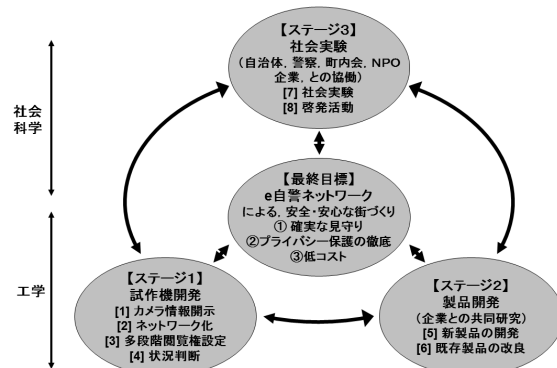 【ステージ3】
社会実験
(自治体, 警察, 町内会, NPO
企業, との協働)
[7] 社会実験
[8] 啓発活動
社会
科学
【最終目標】
e自警ネットワーク
による, 安全・安心な街づくり
① 確実な見守り
②プライバシー保護の徹底
③低コスト
工学
【ステージ1】
試作機開発
[1] カメラ情報開示
[2] ネットワーク化
[3] 多段階閲覧権設定
[4] 状況判断
【ステージ2】
製品開発
(企業との共同研究)
[5] 新製品の開発
[6] 既存製品の改良